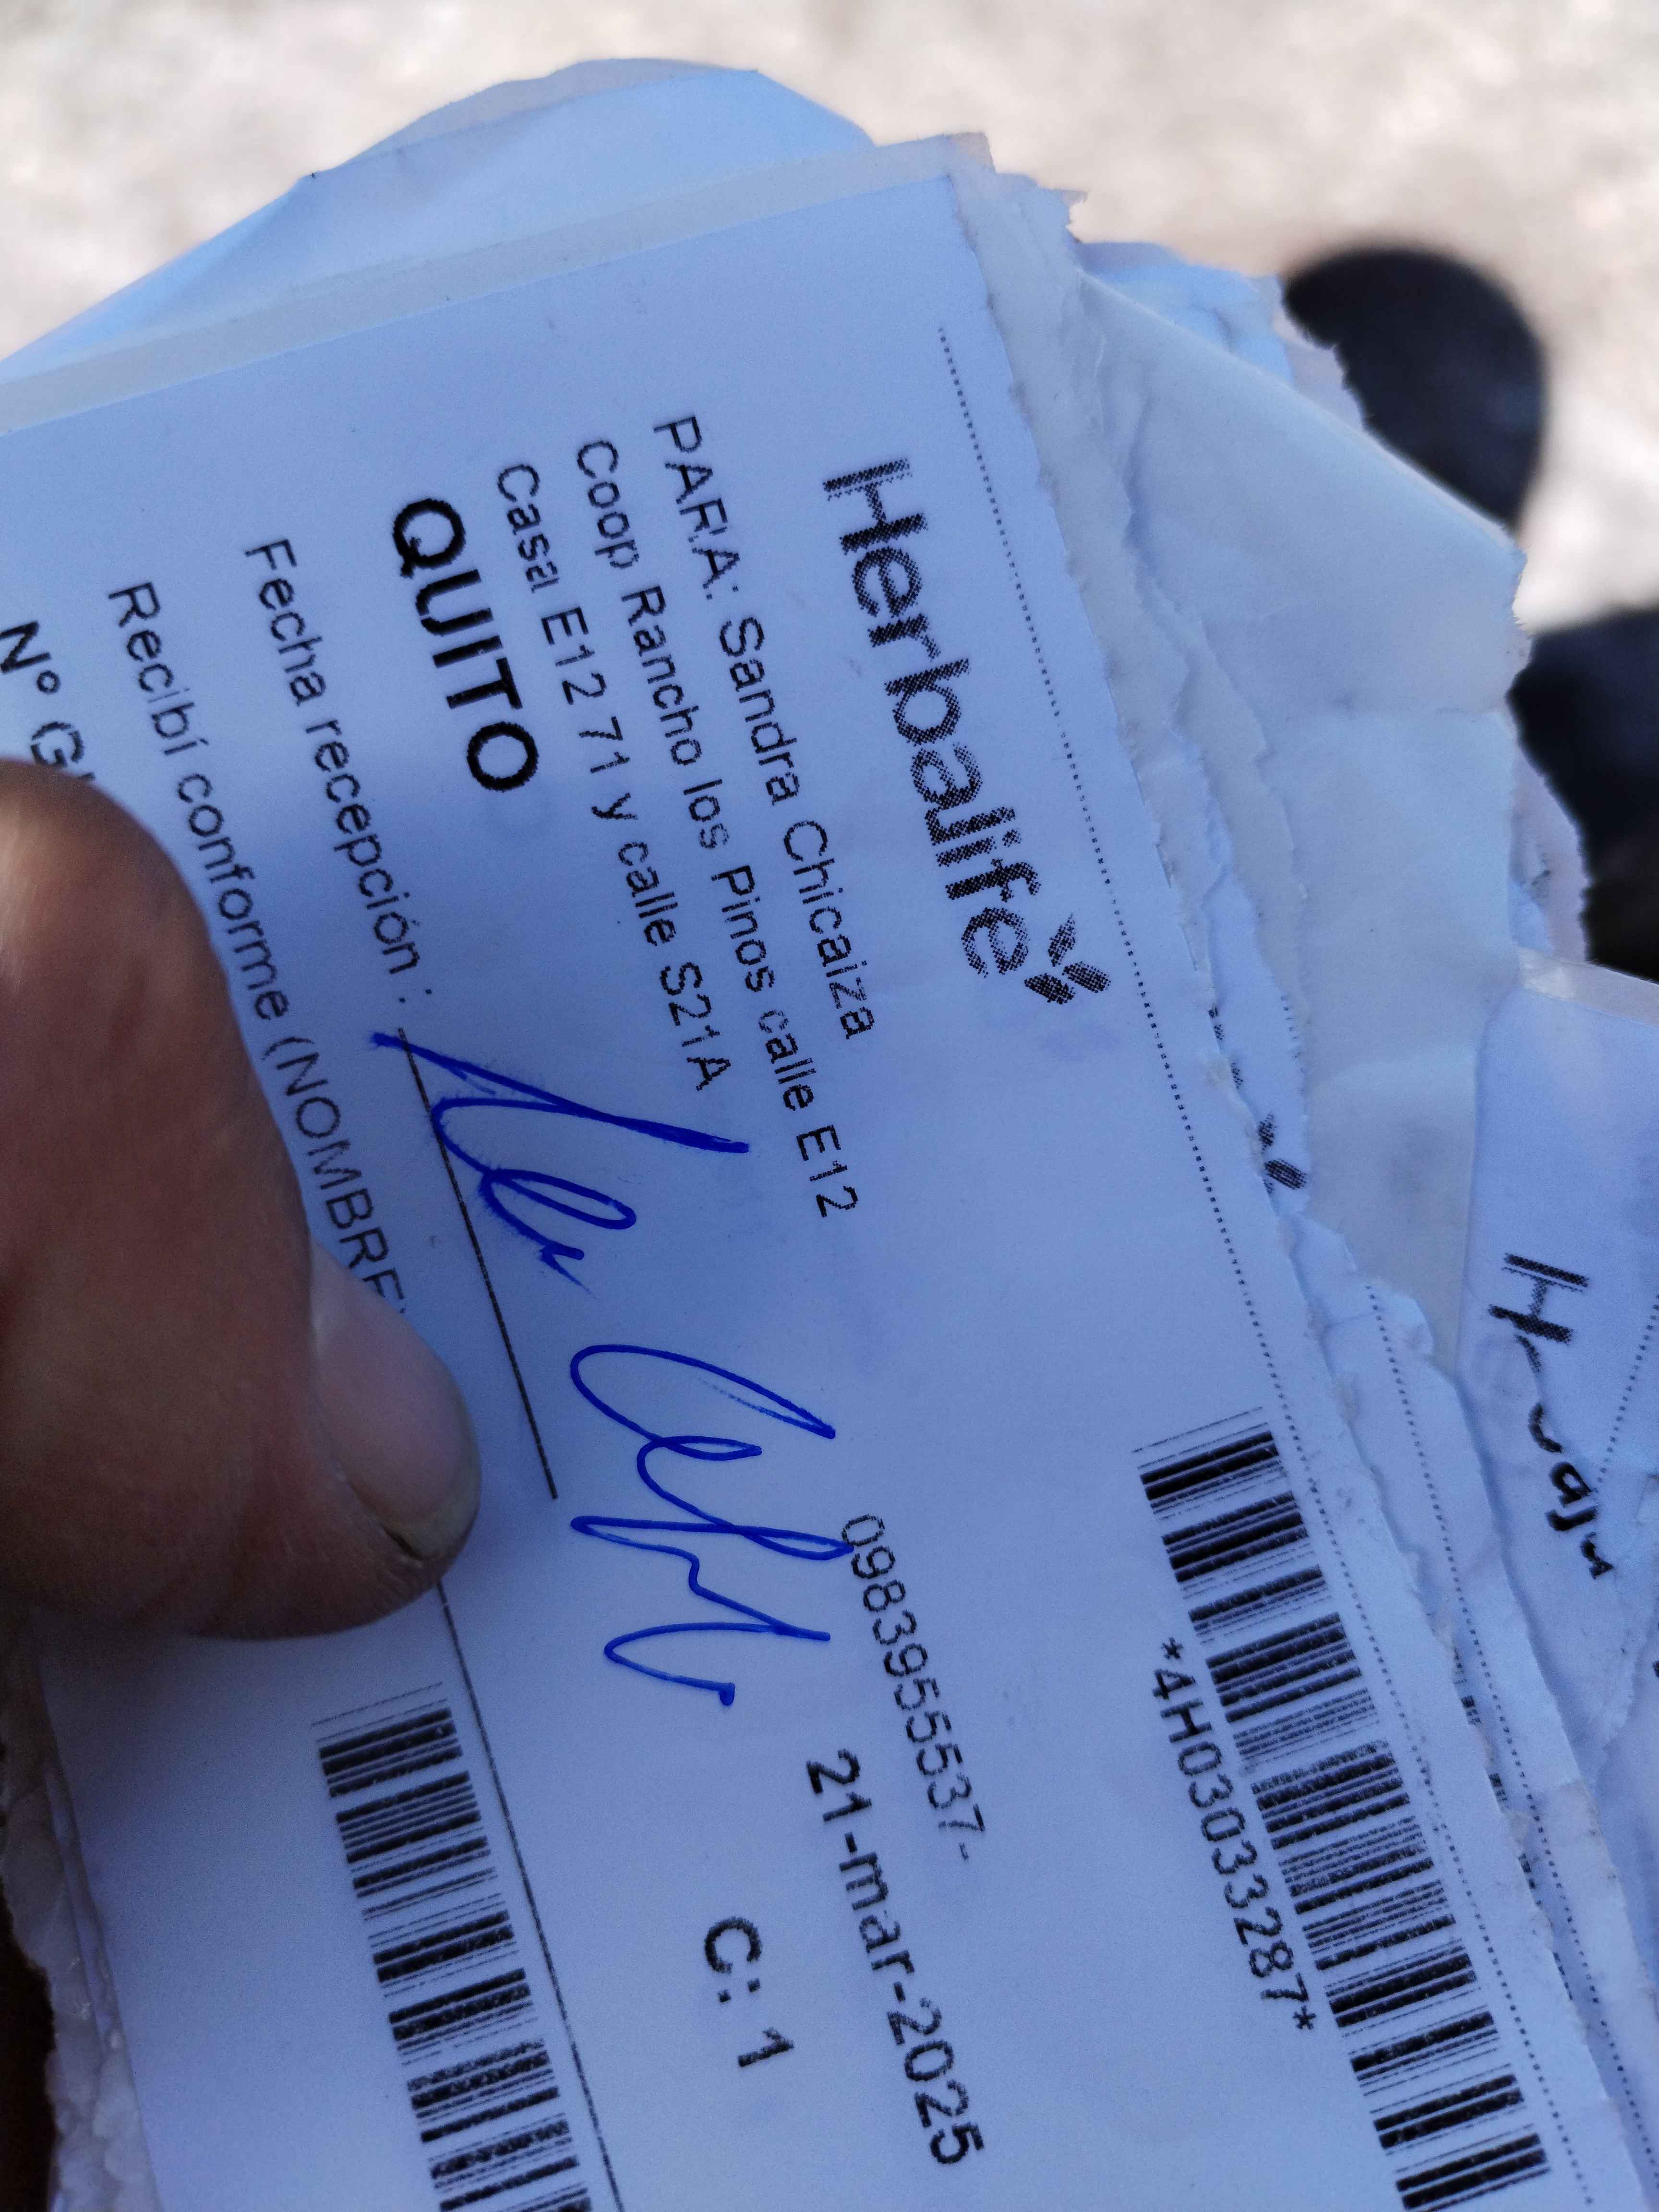 Herbalife
*4H03033287*
PARA: Sandra Chicaiza
Coop Rancho los Pinos calle E12
Casa E12 71 y calle S21A
0983955537-
QUITO
21-mar-2025
C: 1
Fecha recepción :
Recibí conforme (NOMBRE
N°